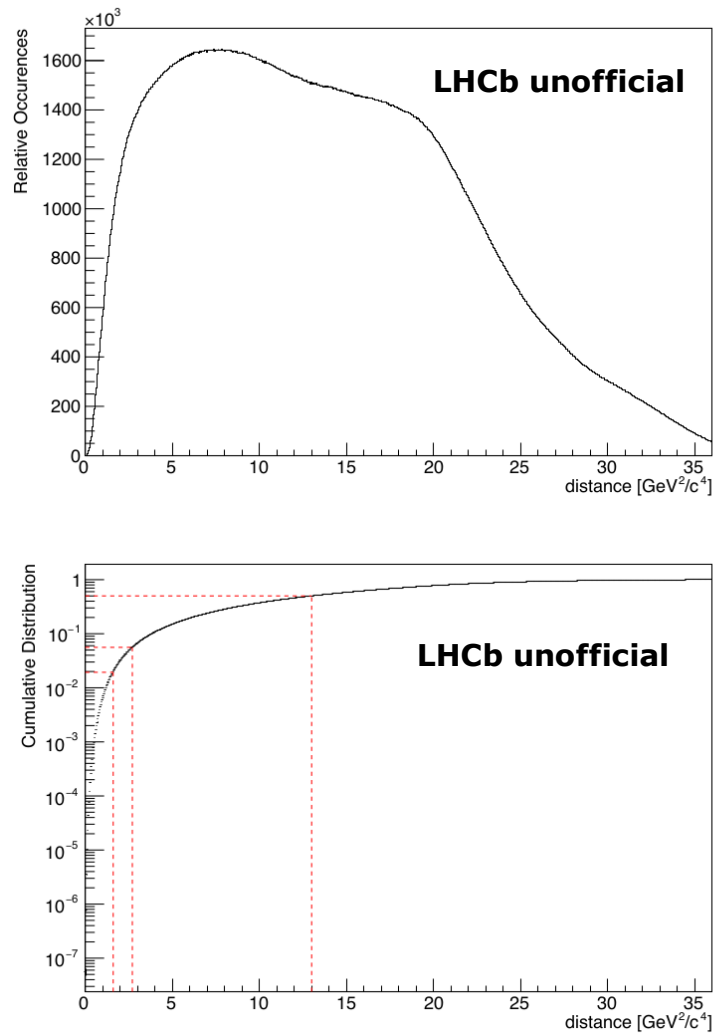 ×10³
Relative Occurences
1600
1400
1200
1000
800
600
400
200
0
LHCb unofficial
0 5 10 15 20 25 30 35
distance [GeV²/c⁴]
Cumulative Distribution
1
10⁻¹
10⁻²
10⁻³
10⁻⁴
10⁻⁵
10⁻⁶
10⁻⁷
LHCb unofficial
0 5 10 15 20 25 30 35
distance [GeV²/c⁴]